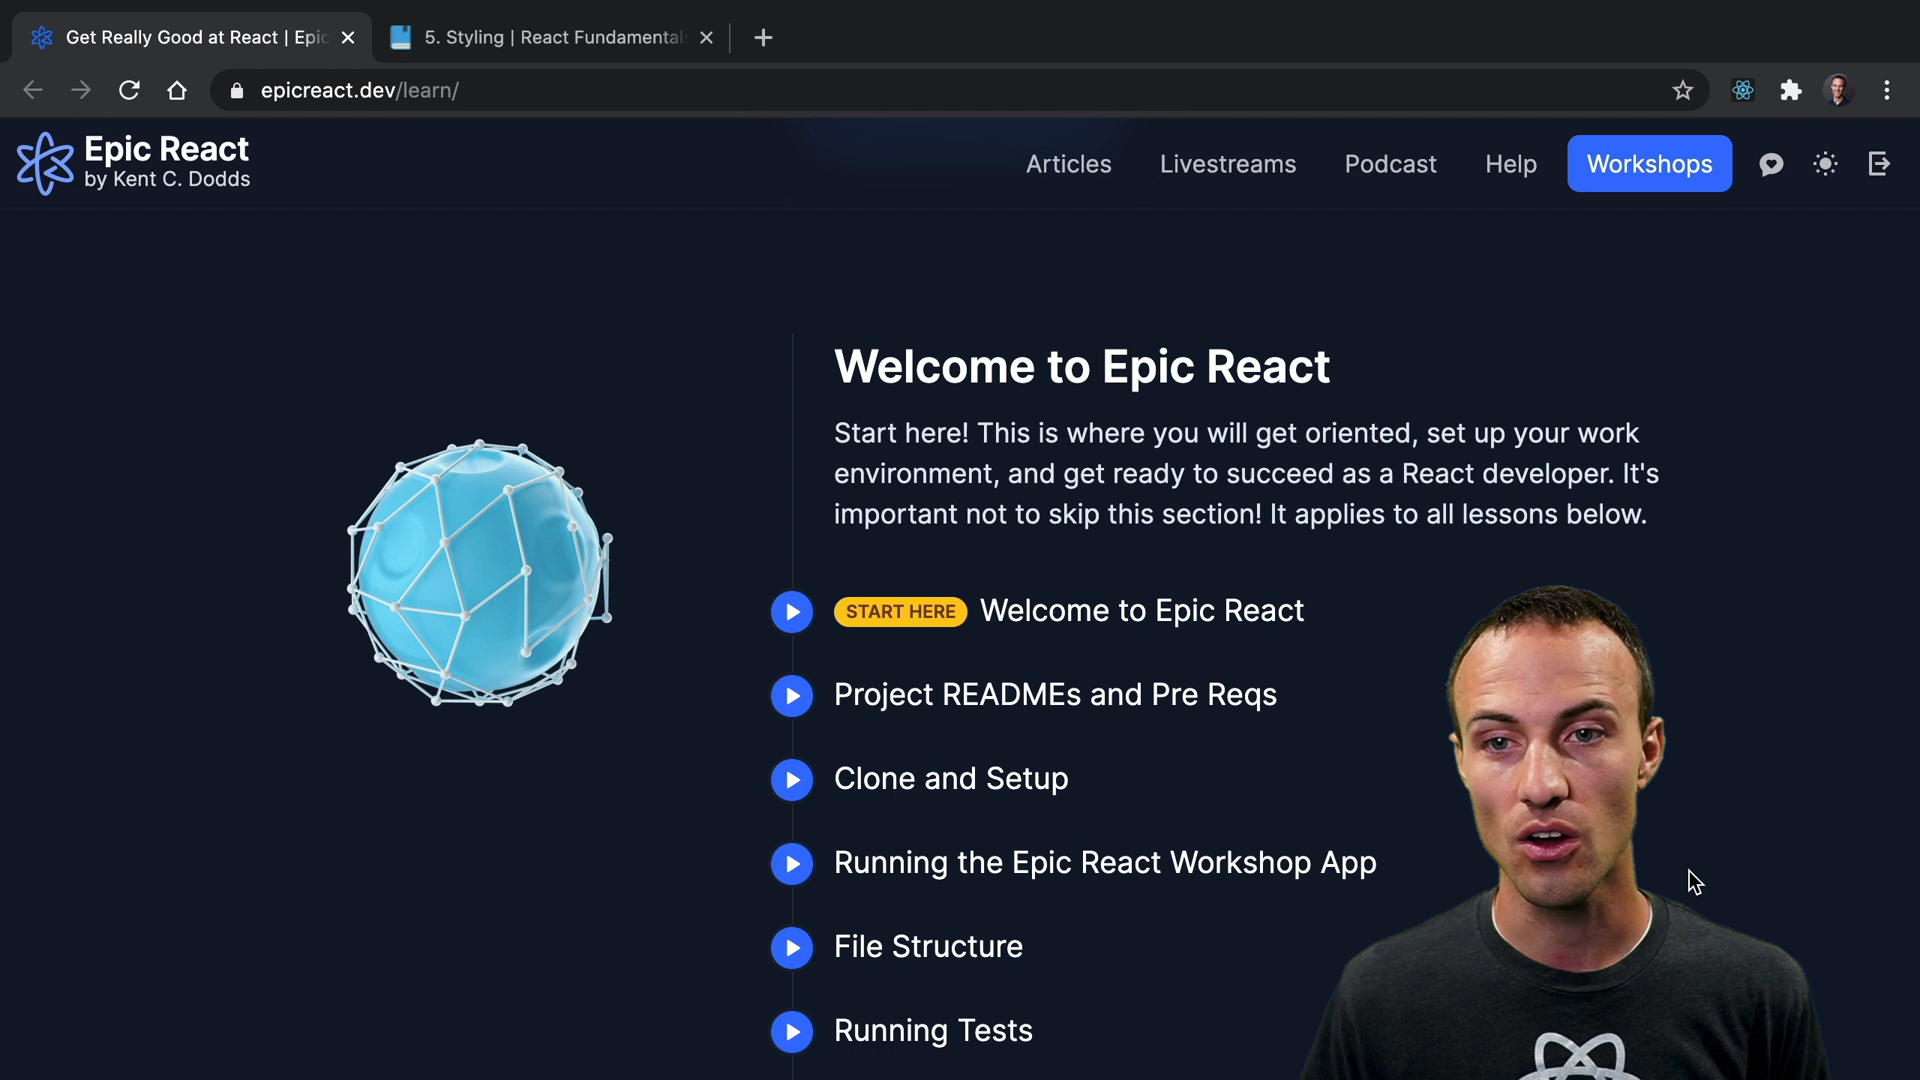 Get Really Good at React | Epic
5. Styling | React Fundamentals
epicreact.dev/learn/
Epic React
by Kent C. Dodds
Articles
Livestreams
Podcast
Help
Workshops
Welcome to Epic React
Start here! This is where you will get oriented, set up your work
environment, and get ready to succeed as a React developer. It's
important not to skip this section! It applies to all lessons below.
START HERE Welcome to Epic React
Project READMEs and Pre Reqs
Clone and Setup
Running the Epic React Workshop App
File Structure
Running Tests